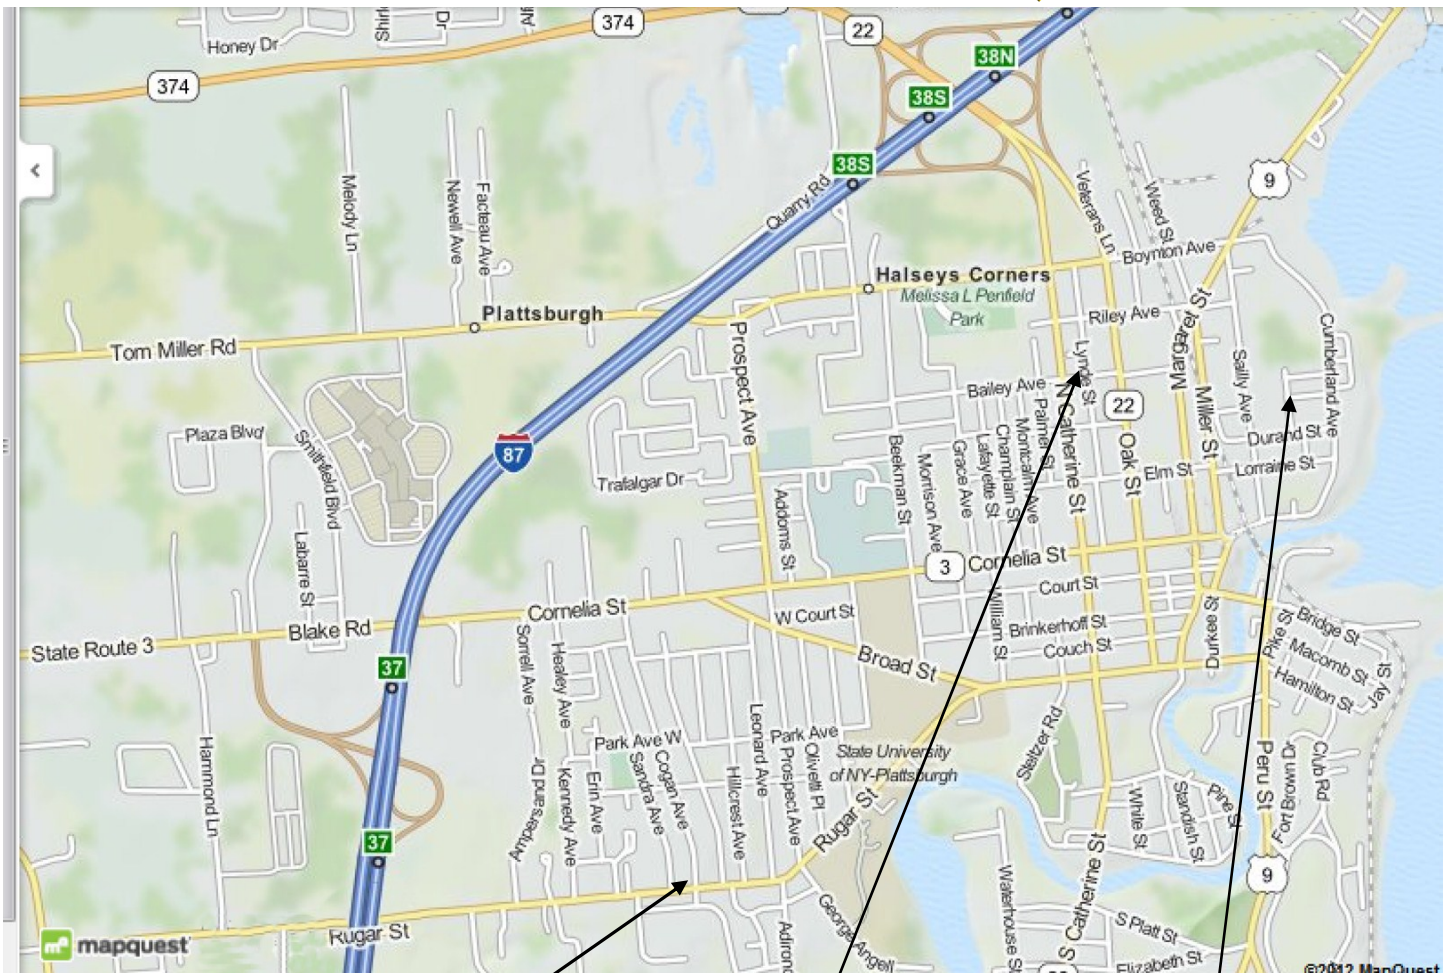 374
22
Honey Dr
Dr
38N
374
38S
38S
9
Quarry Rd
Melody Ln
Newell Ave
Facteau Ave
Veterans Ln
Weed St
Boynton Ave
Halseys Corners
Melissa L Penfield
Park
Plattsburgh
Riley Ave
Margaret St
Tom Miller Rd
Prospect Ave
Lynde St
Sailly Ave
Cumberland Ave
Bailey Ave
N Catherine St
22
Miller St
Plaza Blvd
Smithfield Blvd
87
Trafalgar Dr
Beekman St
Morrison Ave
Grace Ave
Lafayette St
Champlain St
Montcalm Ave
Palmer St
Oak St
Durand St
Elm St
Lorraine St
Addoms St
Labarre St
3
Cornelia St
Court St
Cornelia St
W Court St
William St
Brinkerhoff St
Couch St
Durkee St
Pike St
Bridge St
Macomb St
Hamilton St
Jay St
Blake Rd
State Route 3
Broad St
37
Sorrell Ave
Healey Ave
Hammond Ln
Park Ave W
Park Ave
Leonard Ave
Olivetti Pl
Prospect Ave
State University
of NY-Plattsburgh
Steltzer Rd
Peru St
Fort Brown Dr
Club Rd
Ampersand Dr
Kennedy Ave
Erin Ave
Sandra Ave
Cogan Ave
Hillcrest Ave
Rugar St
White St
Standish St
Pine St
37
9
S Catherine St
Waterhouse St
George Angell
S Platt St
Elizabeth St
Rugar St
mapquest
©2012 MapQuest